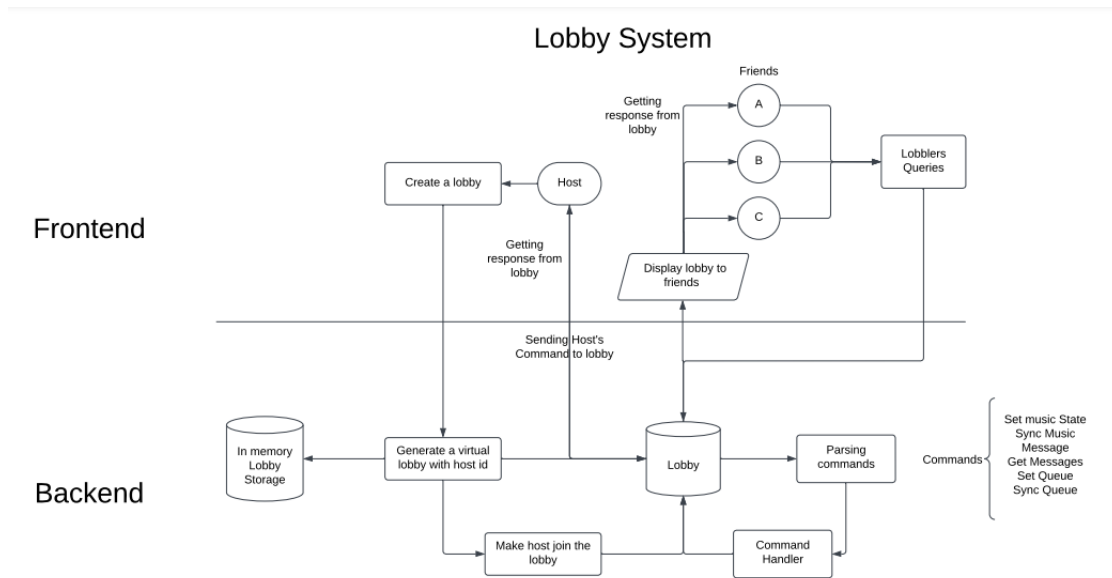 Lobby System
Friends
Getting
response from
lobby
A
B
C
Lobblers
Queries
Create a lobby
Host
Frontend
Getting
response from
lobby
Display lobby to
friends
Sending Host's
Command to lobby
In memory
Lobby
Storage
Generate a virtual
lobby with host id
Lobby
Parsing
commands
Commands
Set music State
Sync Music
Message
Get Messages
Set Queue
Sync Queue
Backend
Make host join the
lobby
Command
Handler